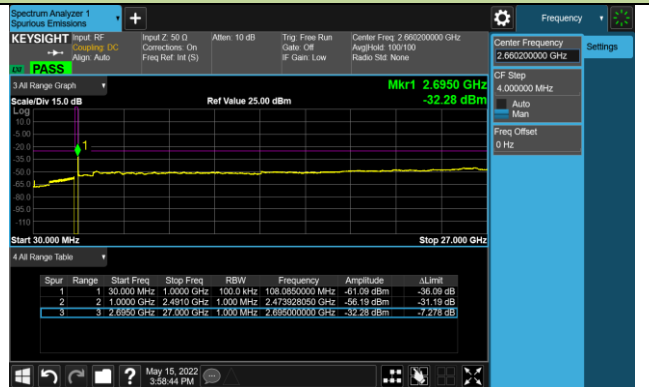 Spectrum Analyzer 1
Spurious Emissions
Frequency
KEYSIGHT
Input: RF
Coupling: DC
Align: Auto
Input Z: 50 Ω
Corrections: On
Freq Ref: Int (S)
Atten: 10 dB
Trig: Free Run
Gate: Off
IF Gain: Low
Center Freq: 2.660200000 GHz
Avg|Hold: 100/100
Radio Std: None
LW PASS
Center Frequency
2.660200000 GHz
Settings
CF Step
4.000000 MHz
Auto
Man
Freq Offset
0 Hz
3 All Range Graph
Mkr1 2.6950 GHz
Scale/Div 15.0 dB
Ref Value 25.00 dBm
-32.28 dBm
Log
10.0
-5.00
-20.0
-35.0
-50.0
-65.0
-80.0
-95.0
-110
1
Start 30.000 MHz
Stop 27.000 GHz
4 All Range Table
Spur Range Start Freq Stop Freq RBW Frequency Amplitude ΔLimit
1 1 30.000 MHz 1.0000 GHz 100.0 kHz 108.0850000 MHz -61.09 dBm -36.09 dB
2 2 1.0000 GHz 2.4910 GHz 1.000 MHz 2.473928050 GHz -56.19 dBm -31.19 dB
3 3 2.6950 GHz 27.000 GHz 1.000 MHz 2.695000000 GHz -32.28 dBm -7.278 dB
?
May 15, 2022
3:58:44 PM